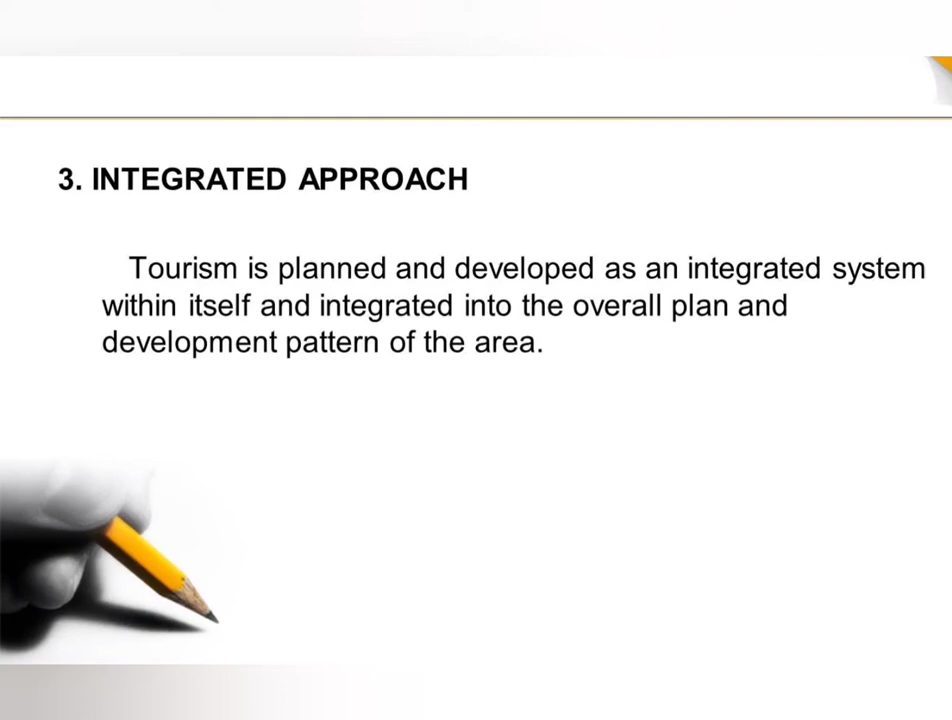 3. INTEGRATED APPROACH
Tourism is planned and developed as an integrated system
within itself and integrated into the overall plan and
development pattern of the area.